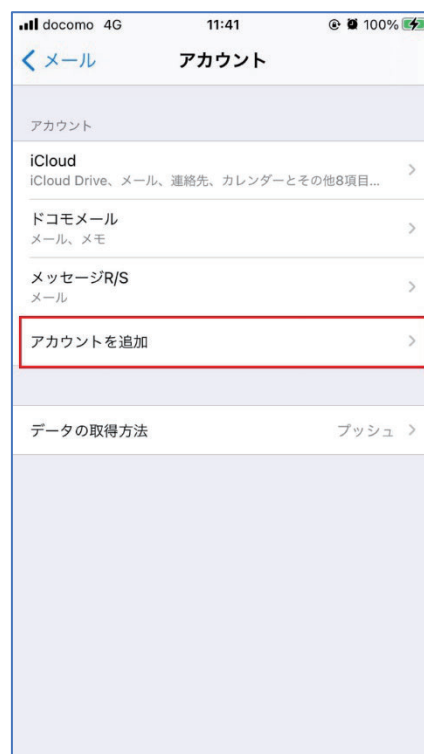 docomo 4G 11:41 100%
メール アカウント
アカウント
iCloud
iCloud Drive、メール、連絡先、カレンダーとその他8項目...
ドコモメール
メール、メモ
メッセージR/S
メール
アカウントを追加
データの取得方法 プッシュ